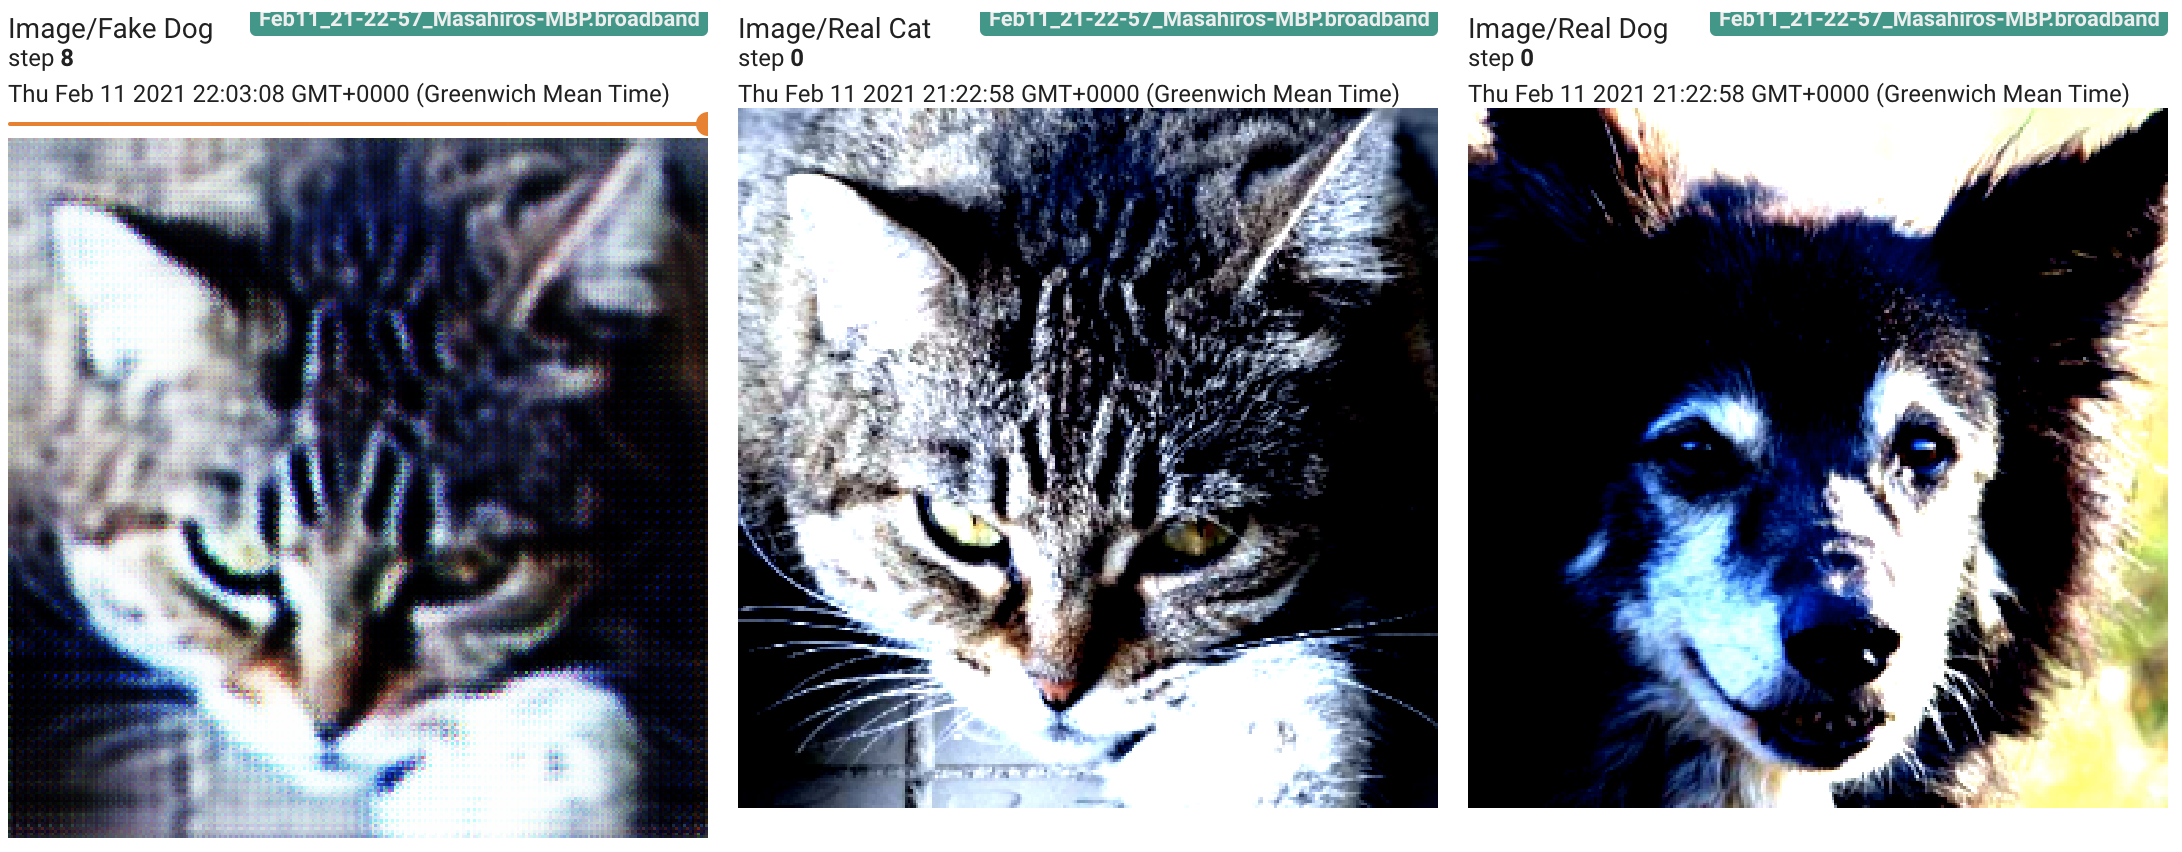 Image/Fake Dog
Feb11_21-22-57_Masahiros-MBP.broadband
step 8
Thu Feb 11 2021 22:03:08 GMT+0000 (Greenwich Mean Time)
Image/Real Cat
Feb11_21-22-57_Masahiros-MBP.broadband
step 0
Thu Feb 11 2021 21:22:58 GMT+0000 (Greenwich Mean Time)
Image/Real Dog
Feb11_21-22-57_Masahiros-MBP.broadband
step 0
Thu Feb 11 2021 21:22:58 GMT+0000 (Greenwich Mean Time)